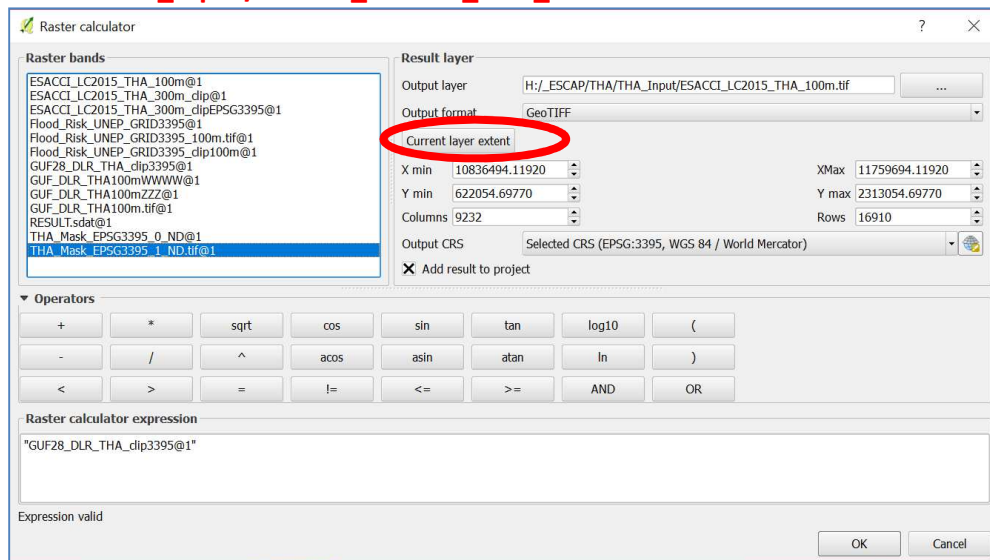 Raster calculator
?
Raster bands
ESACCI_LC2015_THA_100m@1
ESACCI_LC2015_THA_300m_clip@1
ESACCI_LC2015_THA_300m_clipEPSG3395@1
Flood_Risk_UNEP_GRID3395@1
Flood_Risk_UNEP_GRID3395_100m.tif@1
Flood_Risk_UNEP_GRID3395_clip100m@1
GUF28_DLR_THA_clip3395@1
GUF_DLR_THA100mWWWW@1
GUF_DLR_THA100mZZZ@1
GUF_DLR_THA100m.tif@1
RESULT.sdat@1
THA_Mask_EPSG3395_0_ND@1
THA_Mask_EPSG3395_1_ND.tif@1
Result layer
Output layer H:/_ESCAP/THA/THA_Input/ESACCI_LC2015_THA_100m.tif ...
Output format GeoTIFF
Current layer extent
X min 10836494.11920 XMax 11759694.11920
Y min 622054.69770 Y max 2313054.69770
Columns 9232 Rows 16910
Output CRS Selected CRS (EPSG:3395, WGS 84 / World Mercator)
Add result to project
Operators
+ * sqrt cos sin tan log10 (
- / ^ acos asin atan ln )
< > = != <= >= AND OR
Raster calculator expression
"GUF28_DLR_THA_clip3395@1"
Expression valid
OK Cancel